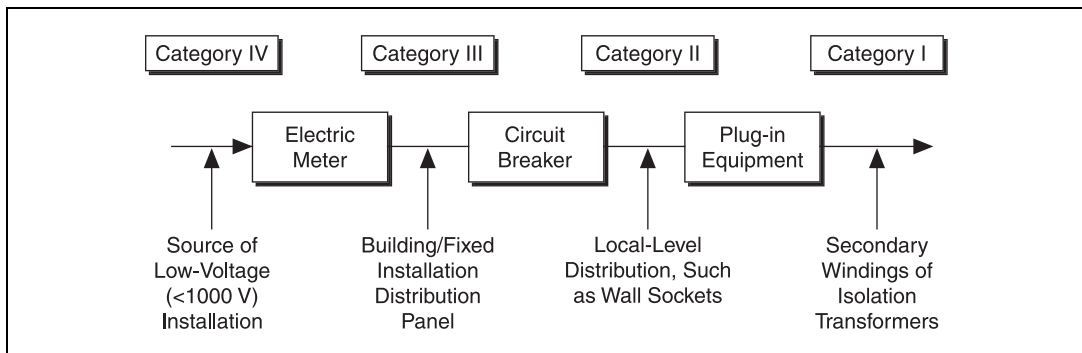 Category IV
Category III
Category II
Category I
Electric
Meter
Circuit
Breaker
Plug-in
Equipment
Source of
Low-Voltage
(<1000 V)
Installation
Building/Fixed
Installation
Distribution
Panel
Local-Level
Distribution, Such
as Wall Sockets
Secondary
Windings of
Isolation
Transformers